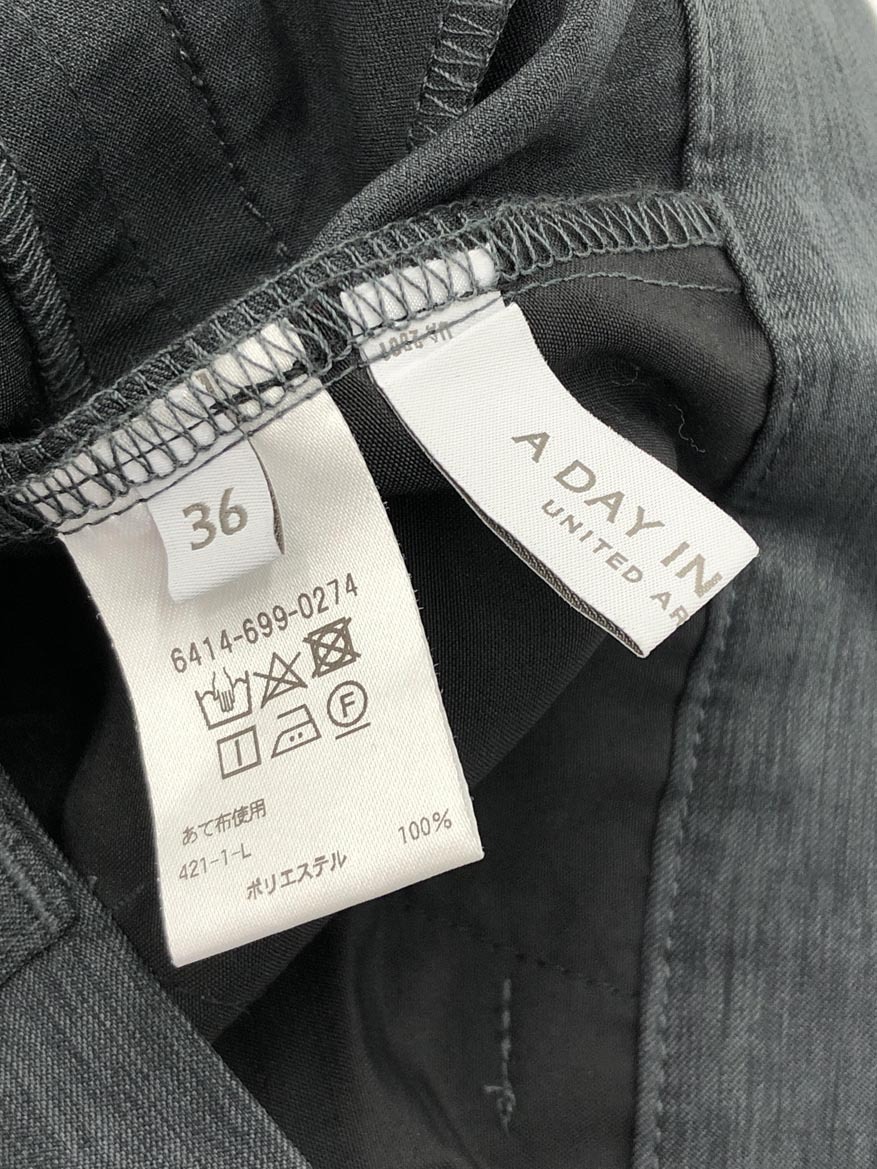 36
6414-699-0274
F
あて布使用
421-1-L
ポリエステル 100%
A DAY IN
UNITED AR